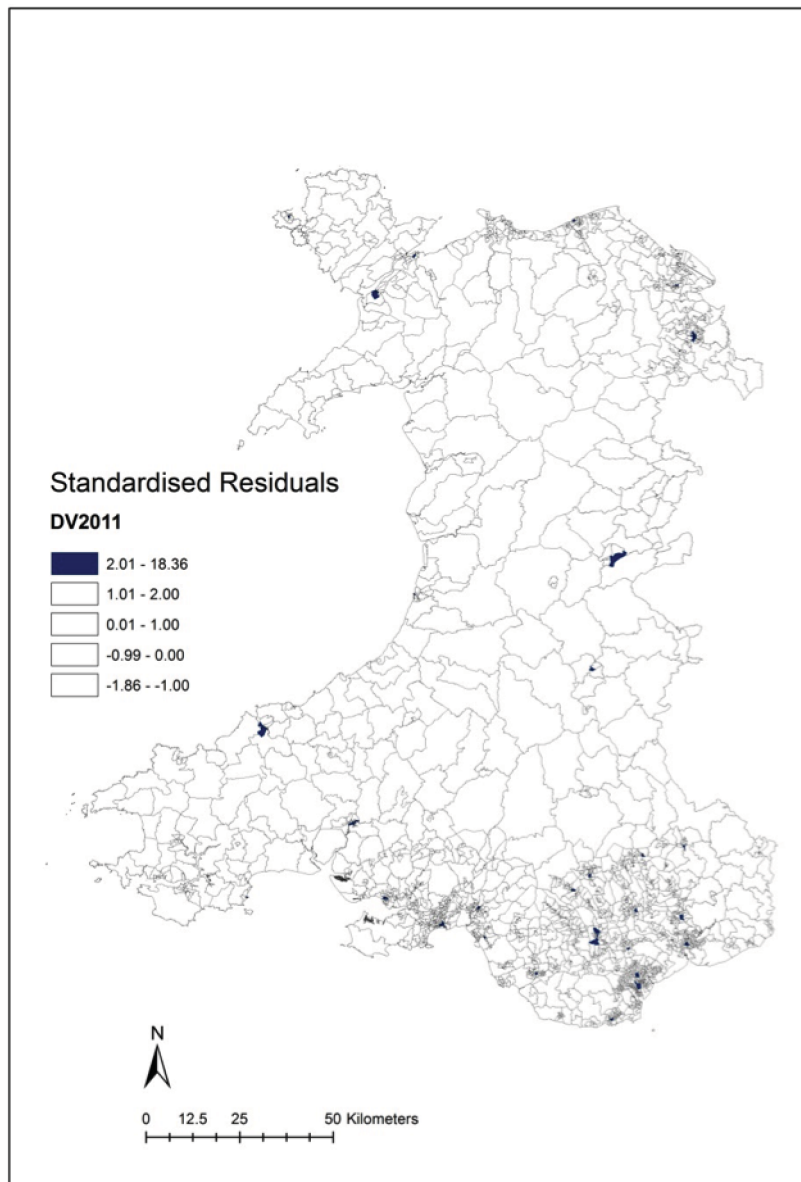 Standardised Residuals
DV2011
2.01 - 18.36
1.01 - 2.00
0.01 - 1.00
-0.99 - 0.00
-1.86 - -1.00
N
0 12.5 25 50 Kilometers